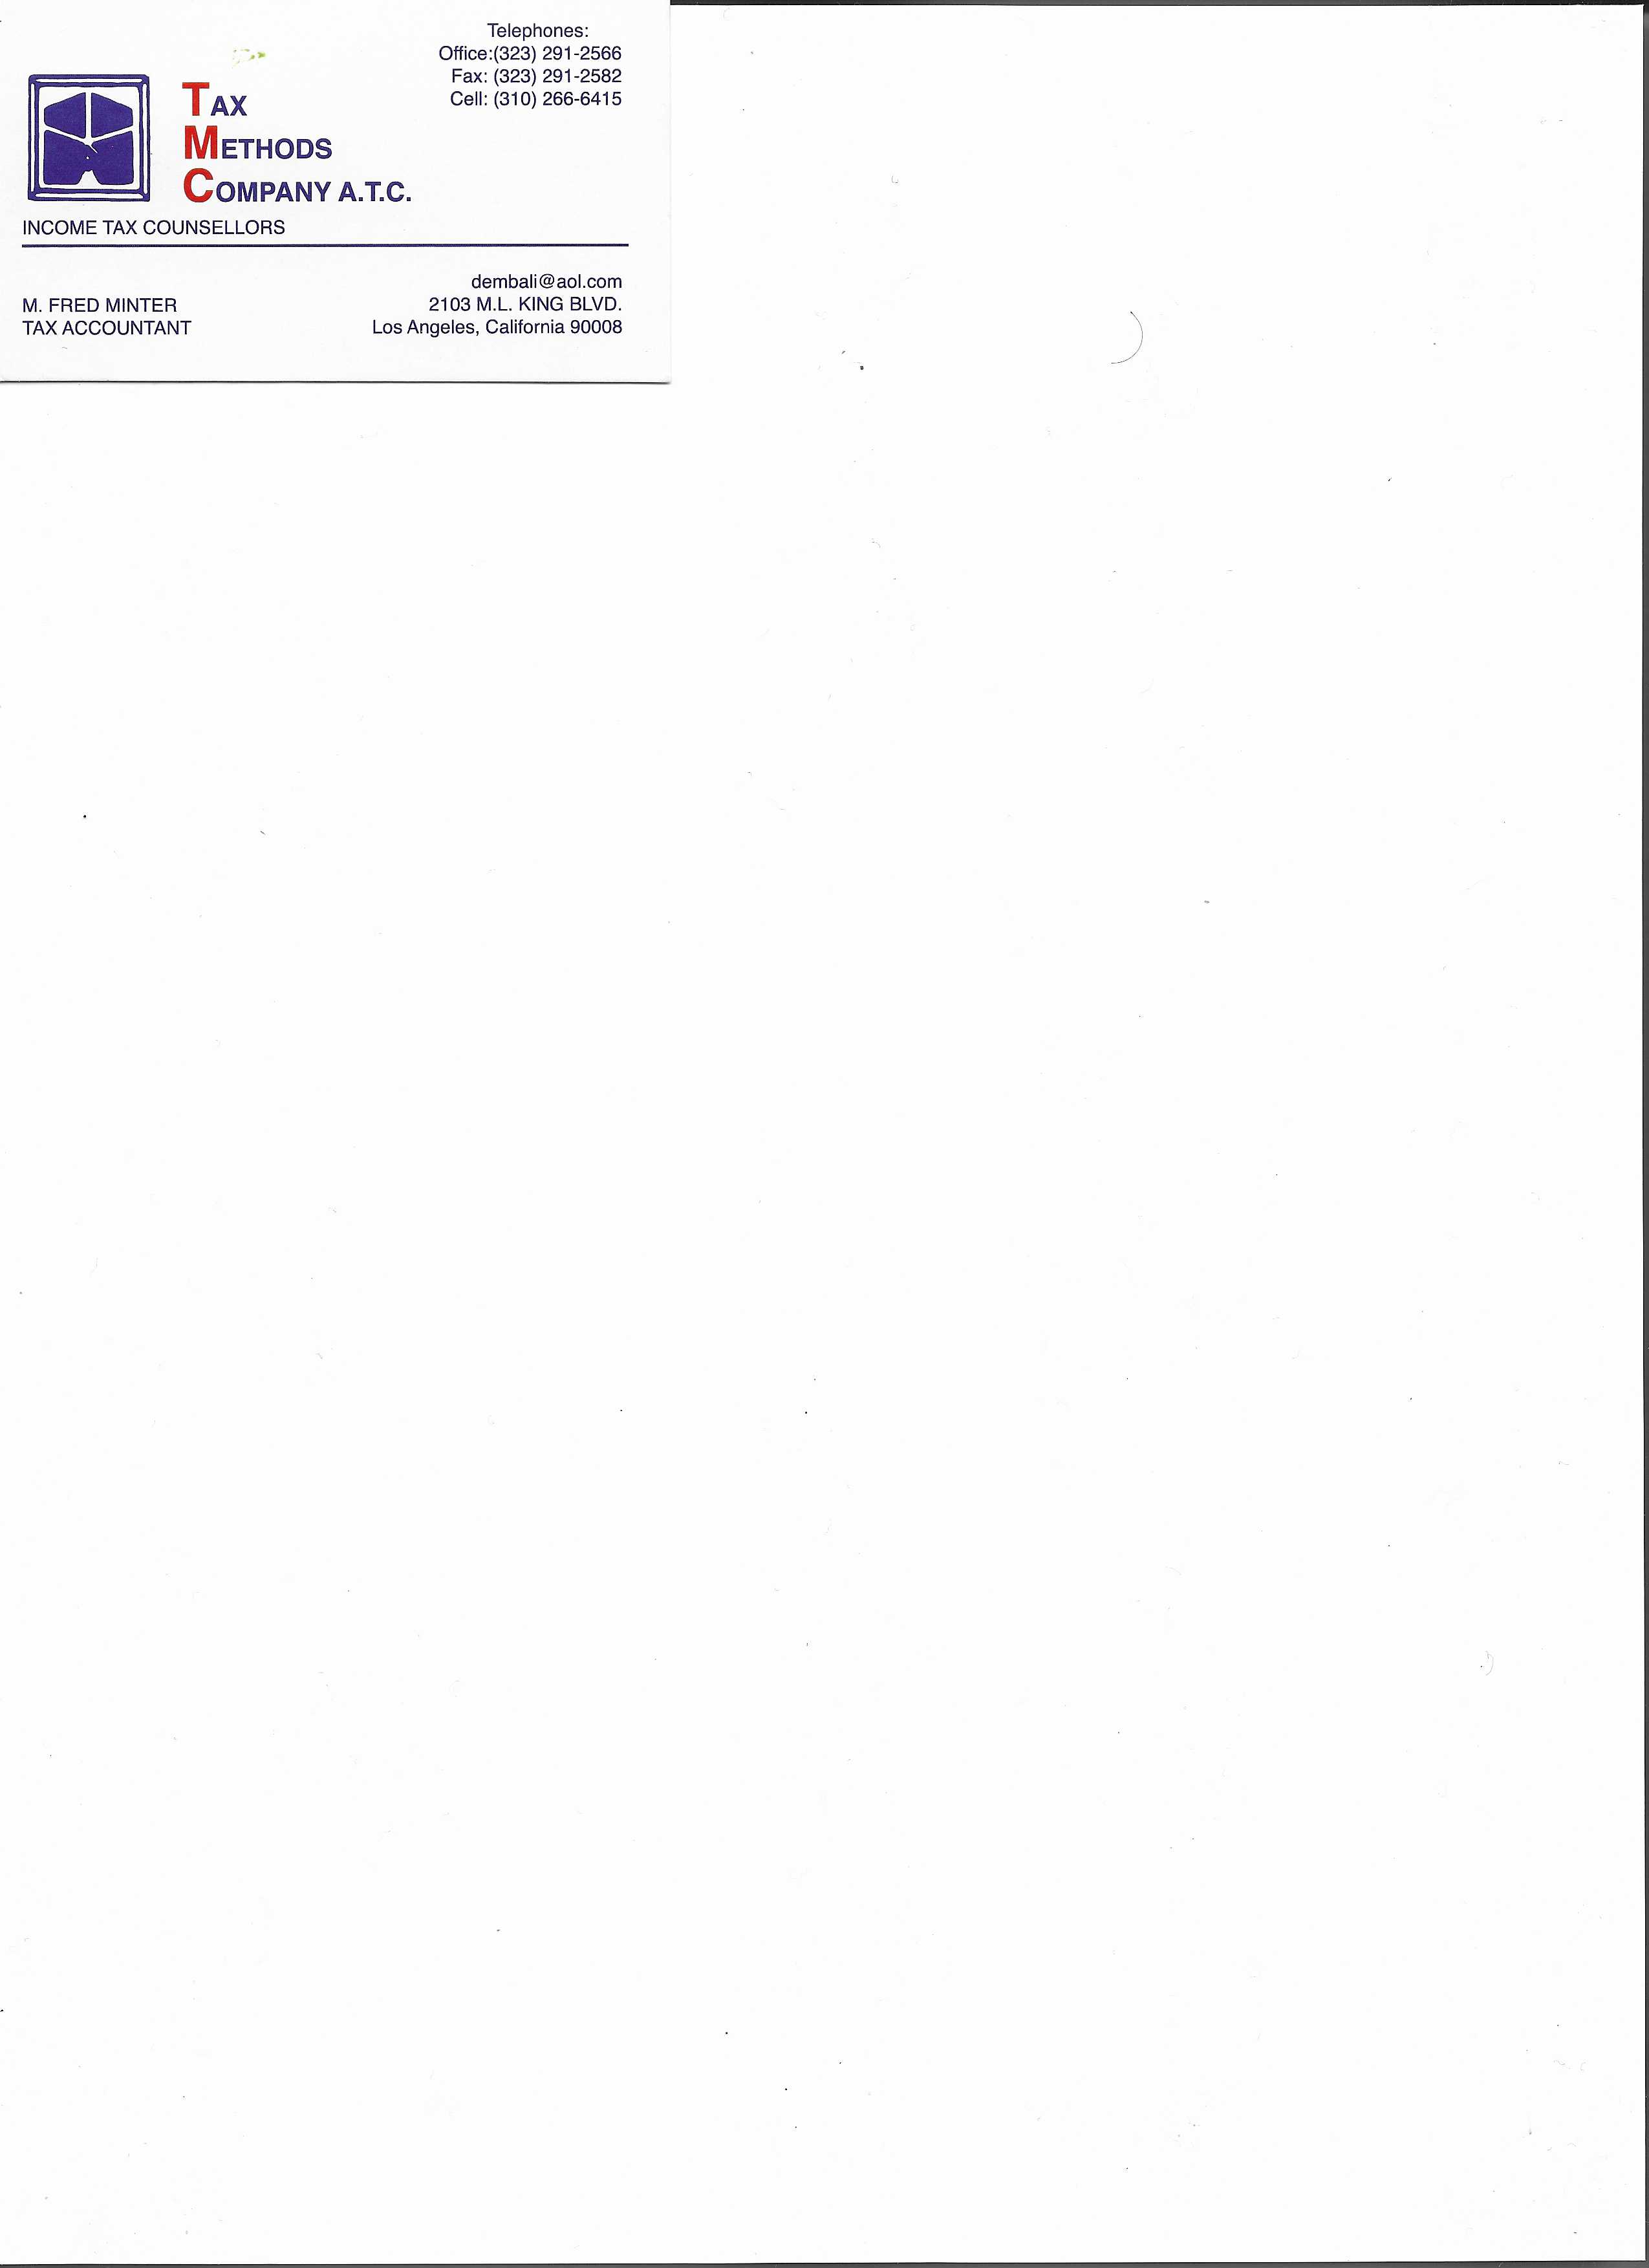 Telephones:
Office:(323) 291-2566
Fax: (323) 291-2582
Cell: (310) 266-6415
TAX
METHODS
COMPANY A.T.C.
INCOME TAX COUNSELLORS
dembali@aol.com
M. FRED MINTER
2103 M.L. KING BLVD.
TAX ACCOUNTANT
Los Angeles, California 90008